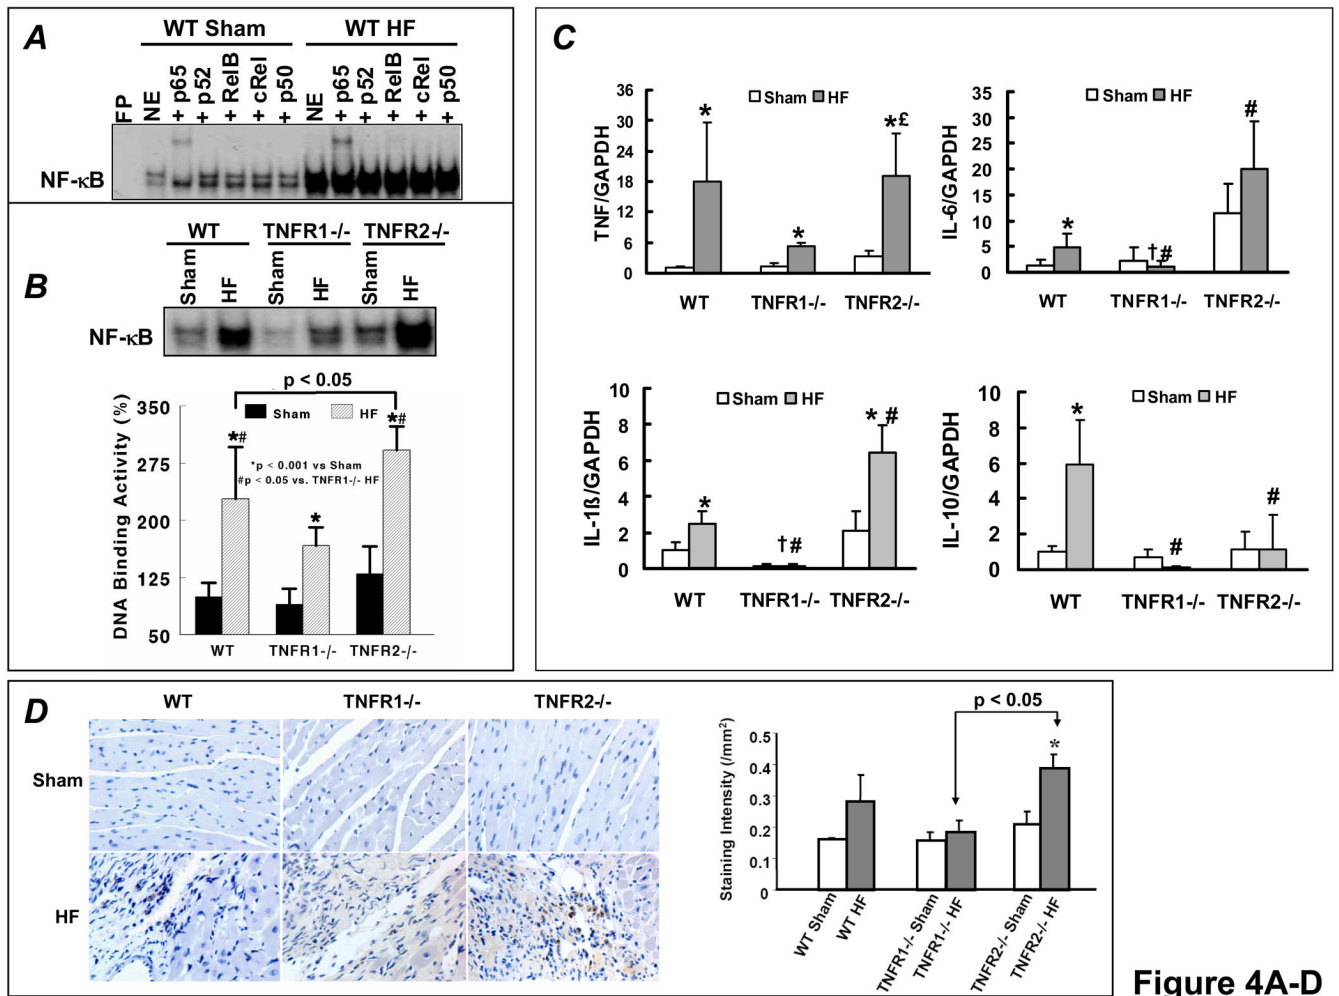 A
WT Sham WT HF
FP
NE
+ p65
+ p52
+ RelB
+ cRel
+ p50
NE
+ p65
+ p52
+ RelB
+ cRel
+ p50
NF-κB
B
WT TNFR1-/- TNFR2-/-
Sham
HF
Sham
HF
Sham
HF
NF-κB
p < 0.05
DNA Binding Activity (%)
350
275
200
125
50
Sham HF
*#
*p < 0.001 vs Sham
#p < 0.05 vs. TNFR1-/- HF
*
*#
WT TNFR1-/- TNFR2-/-
C
TNF/GAPDH
36
30
24
18
12
6
0
Sham HF
*
*
*£
WT TNFR1-/- TNFR2-/-
IL-6/GAPDH
35
30
25
20
15
10
5
0
Sham HF
*
†#
#
WT TNFR1-/- TNFR2-/-
IL-1ß/GAPDH
10
8
6
4
2
0
Sham HF
*
†#
* #
WT TNFR1-/- TNFR2-/-
IL-10/GAPDH
10
8
6
4
2
0
Sham HF
*
#
#
WT TNFR1-/- TNFR2-/-
D
WT TNFR1-/- TNFR2-/-
Sham
HF
p < 0.05
Staining Intensity (/mm²)
0.5
0.4
0.3
0.2
0.1
0
*
WT Sham
WT HF
TNFR1-/- Sham
TNFR1-/- HF
TNFR2-/- Sham
TNFR2-/- HF
Figure 4A-D